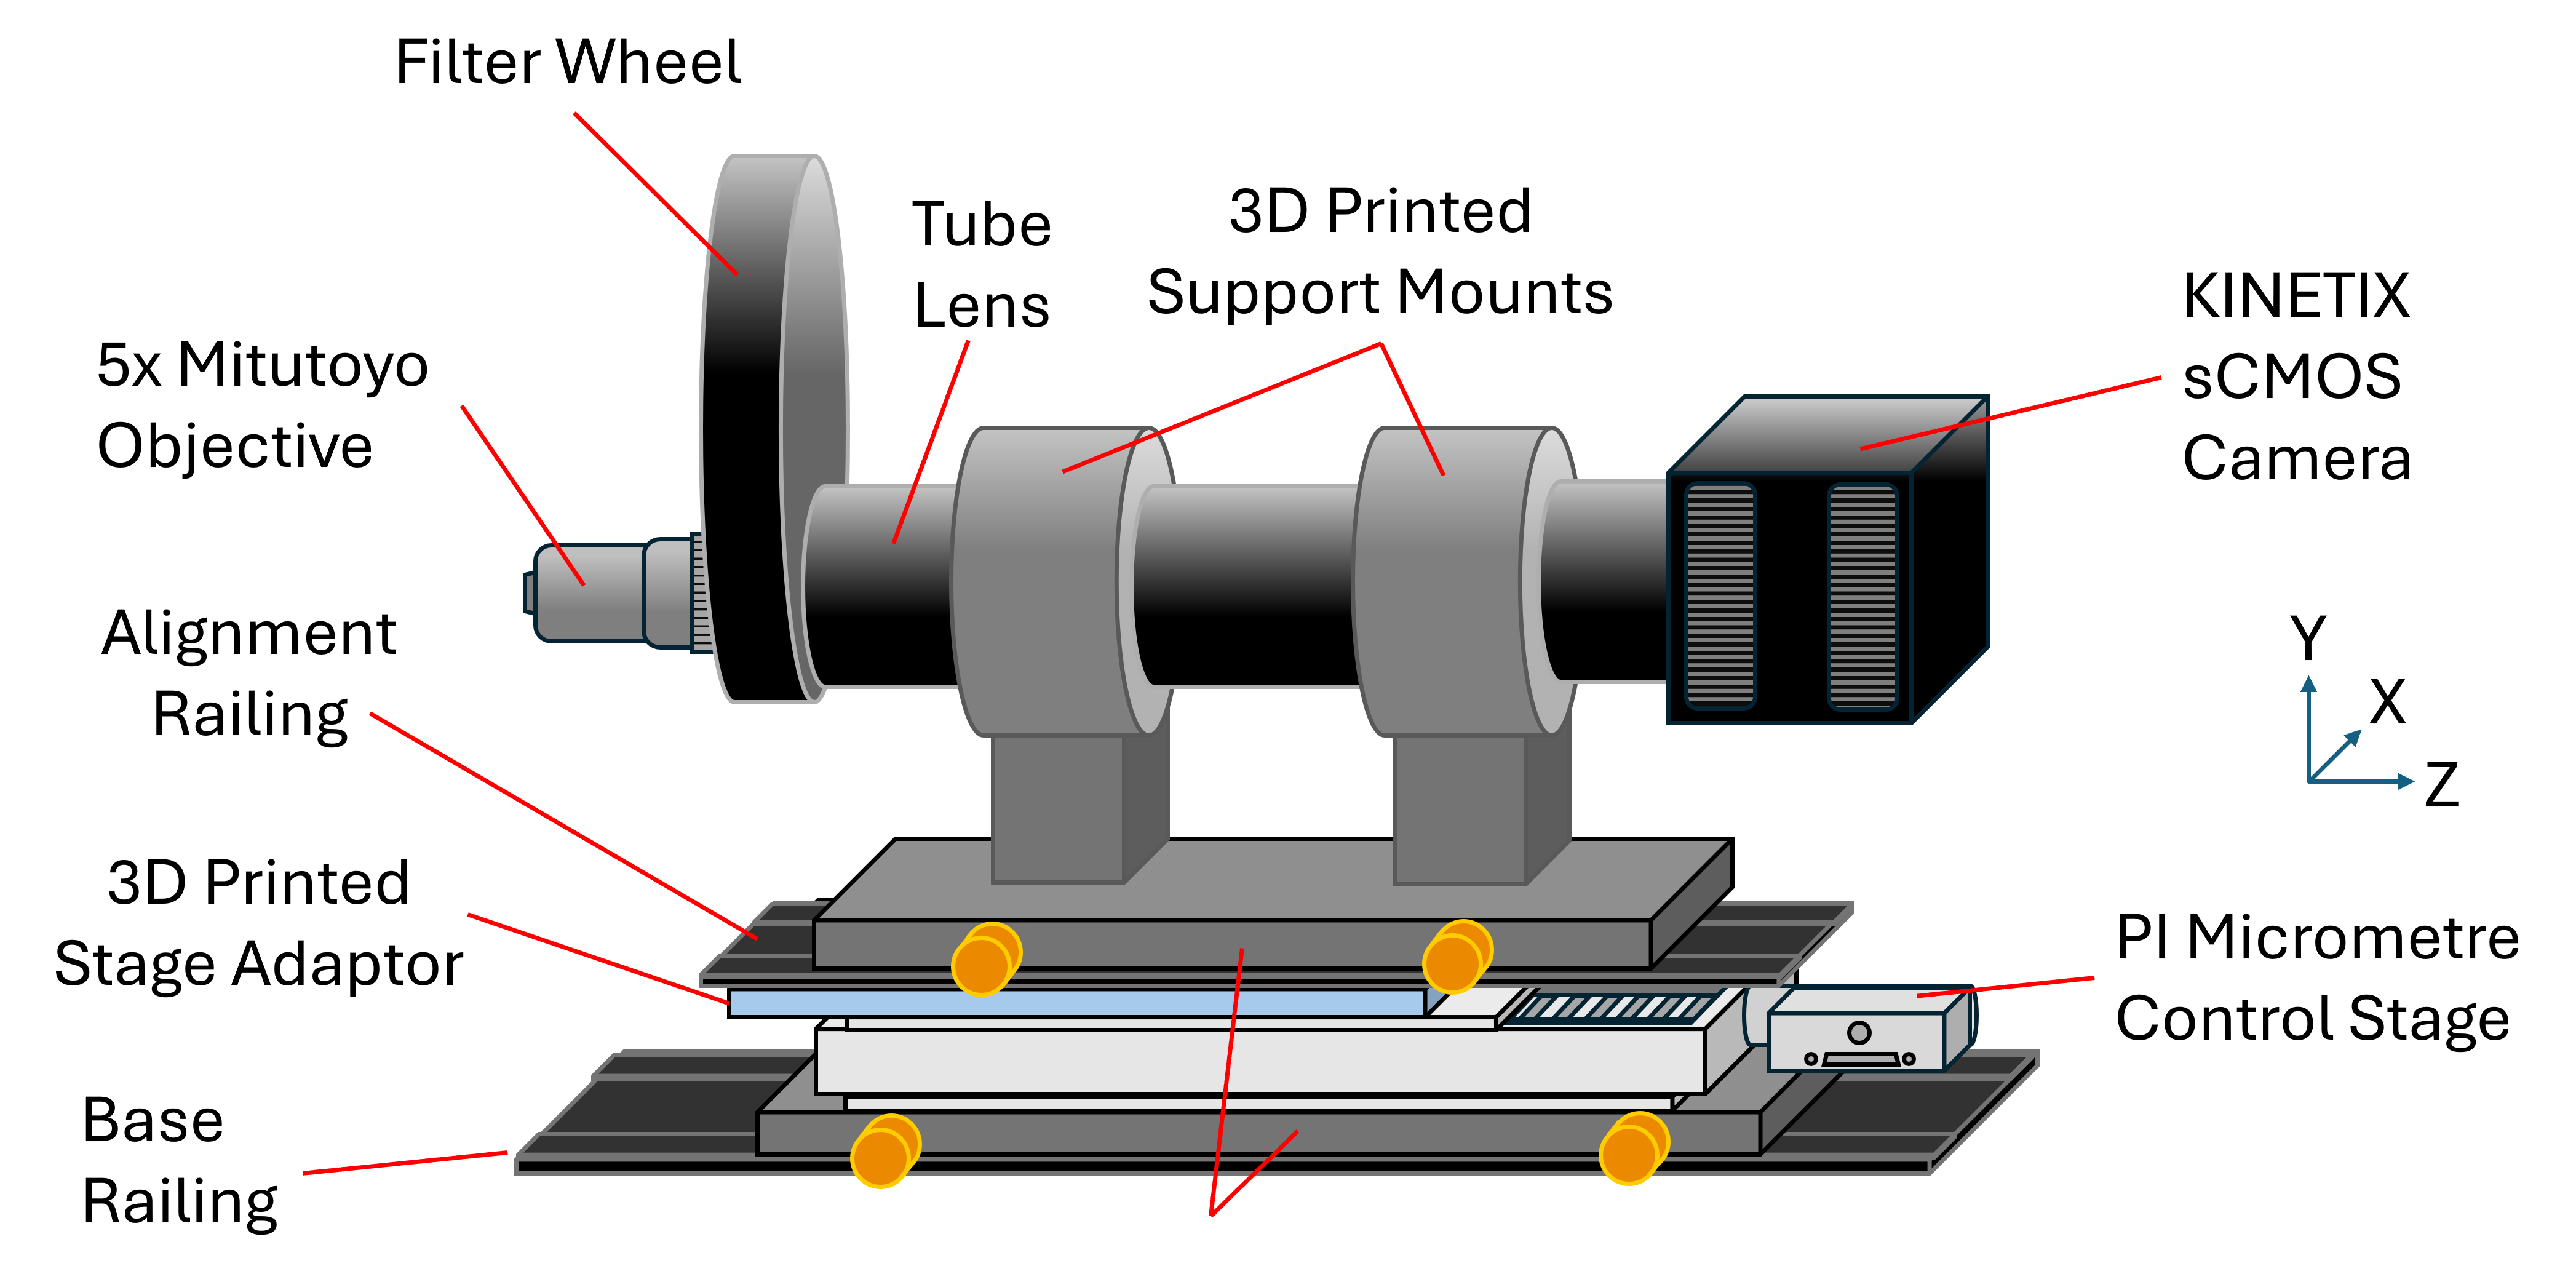 Filter Wheel
Tube
Lens
3D Printed
Support Mounts
KINETIX
sCMOS
Camera
5x Mitutoyo
Objective
Alignment
Railing
Y
X
Z
3D Printed
Stage Adaptor
PI Micrometre
Control Stage
Base
Railing